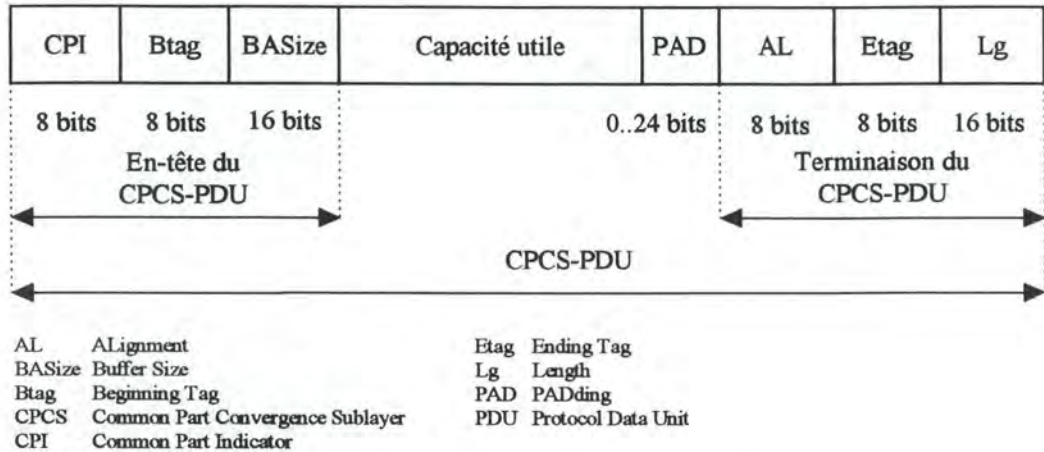 CPI Btag BASize Capacité utile PAD AL Etag Lg
8 bits 8 bits 16 bits 0..24 bits 8 bits 8 bits 16 bits
En-tête du
CPCS-PDU
Terminaison du
CPCS-PDU
CPCS-PDU
AL ALignment
BASize Buffer Size
Btag Beginning Tag
CPCS Common Part Convergence Sublayer
CPI Common Part Indicator
Etag Ending Tag
Lg Length
PAD PADding
PDU Protocol Data Unit